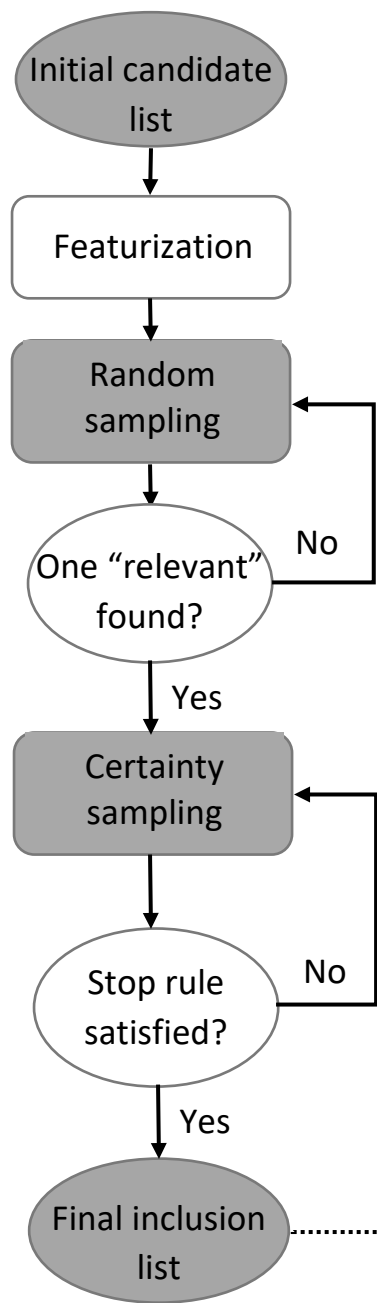 Initial candidate
list
Featurization
Random
sampling
One “relevant”
found?
No
Yes
Certainty
sampling
Stop rule
satisfied?
No
Yes
Final inclusion
list